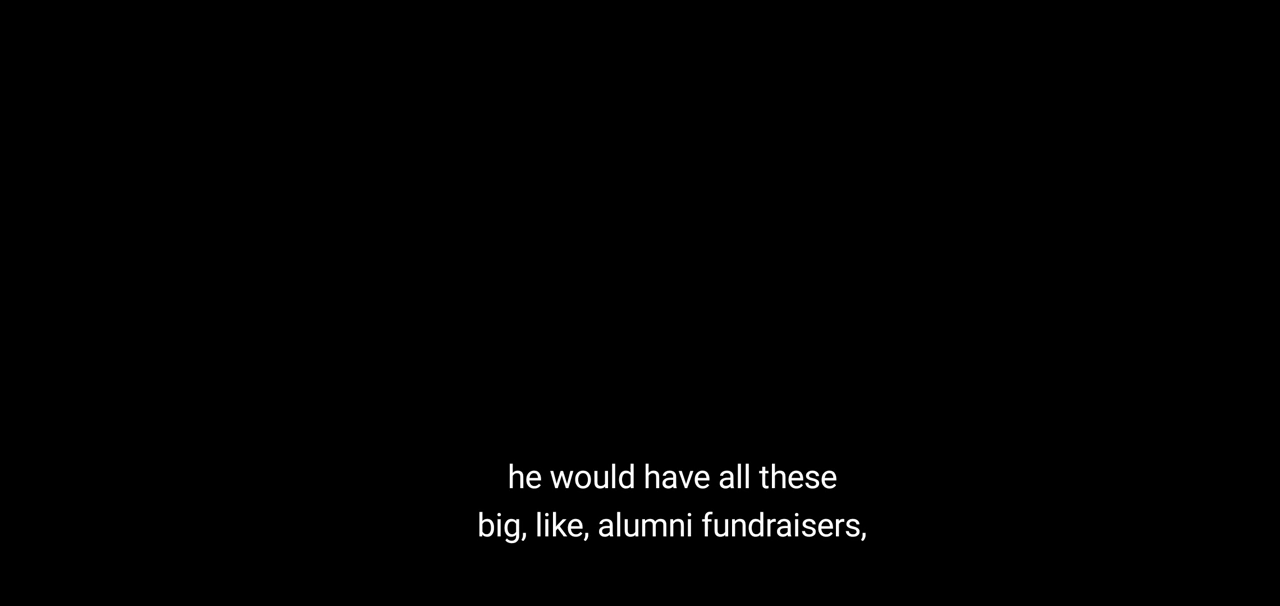 he would have all these
big, like, alumni fundraisers,